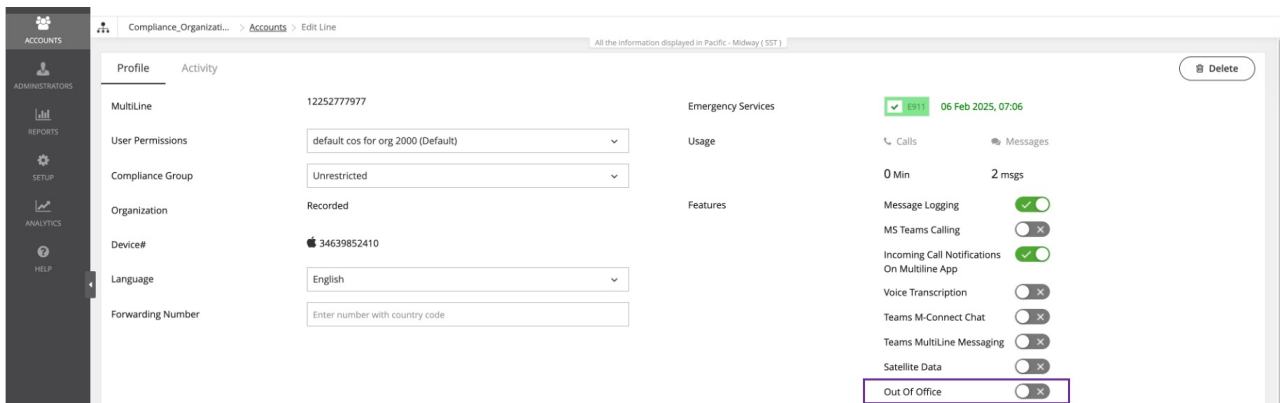 ACCOUNTS
ADMINISTRATORS
REPORTS
SETUP
ANALYTICS
HELP
Compliance_Organizati... > Accounts > Edit Line
All the information displayed in Pacific - Midway ( SST )
Profile Activity
Delete
MultiLine 12252777977
User Permissions default cos for org 2000 (Default)
Compliance Group Unrestricted
Organization Recorded
Device# 34639852410
Language English
Forwarding Number Enter number with country code
Emergency Services E911 06 Feb 2025, 07:06
Usage Calls Messages
0 Min 2 msgs
Features Message Logging
MS Teams Calling
Incoming Call Notifications
On Multiline App
Voice Transcription
Teams M-Connect Chat
Teams MultiLine Messaging
Satellite Data
Out Of Office